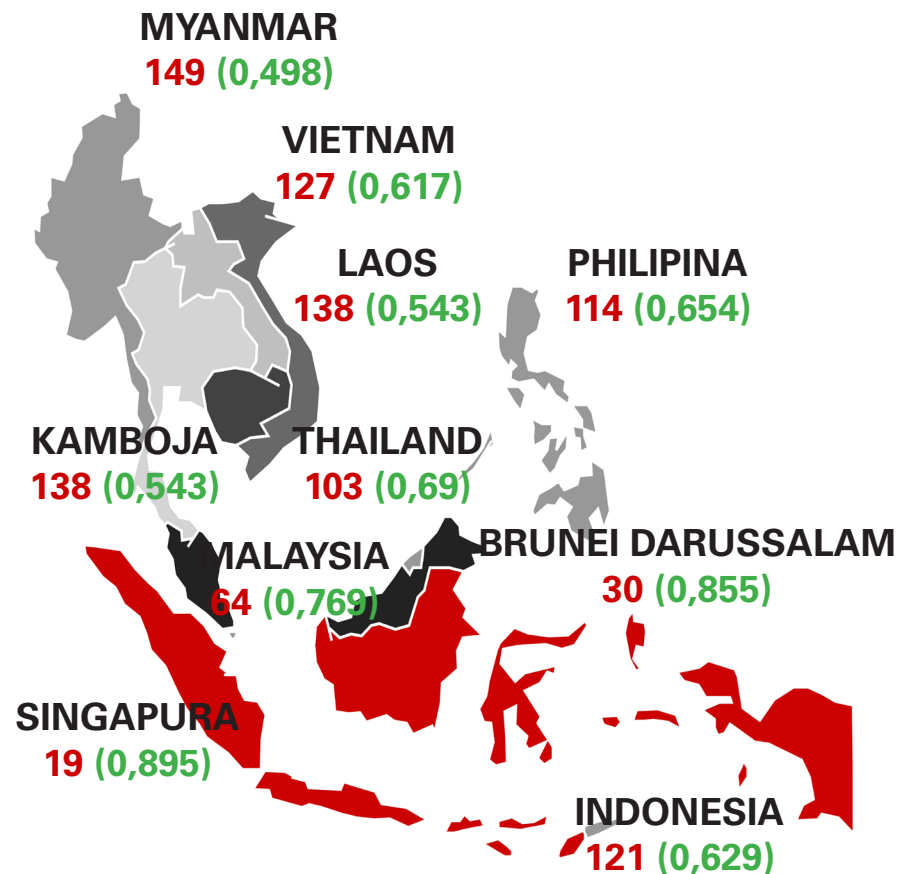 MYANMAR
149 (0,498)
VIETNAM
127 (0,617)
LAOS
138 (0,543)
PHILIPINA
114 (0,654)
KAMBOJA
138 (0,543)
THAILAND
103 (0,69)
MALAYSIA
64 (0,769)
BRUNEI DARUSSALAM
30 (0,855)
SINGAPURA
19 (0,895)
INDONESIA
121 (0,629)